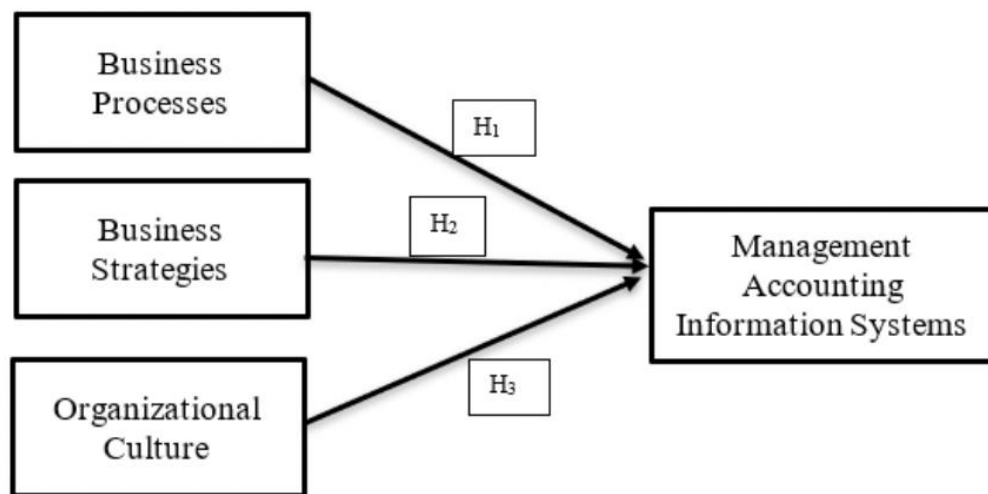 Business
Processes
H₁
Business
Strategies
H₂
Management
Accounting
Information Systems
Organizational
Culture
H₃